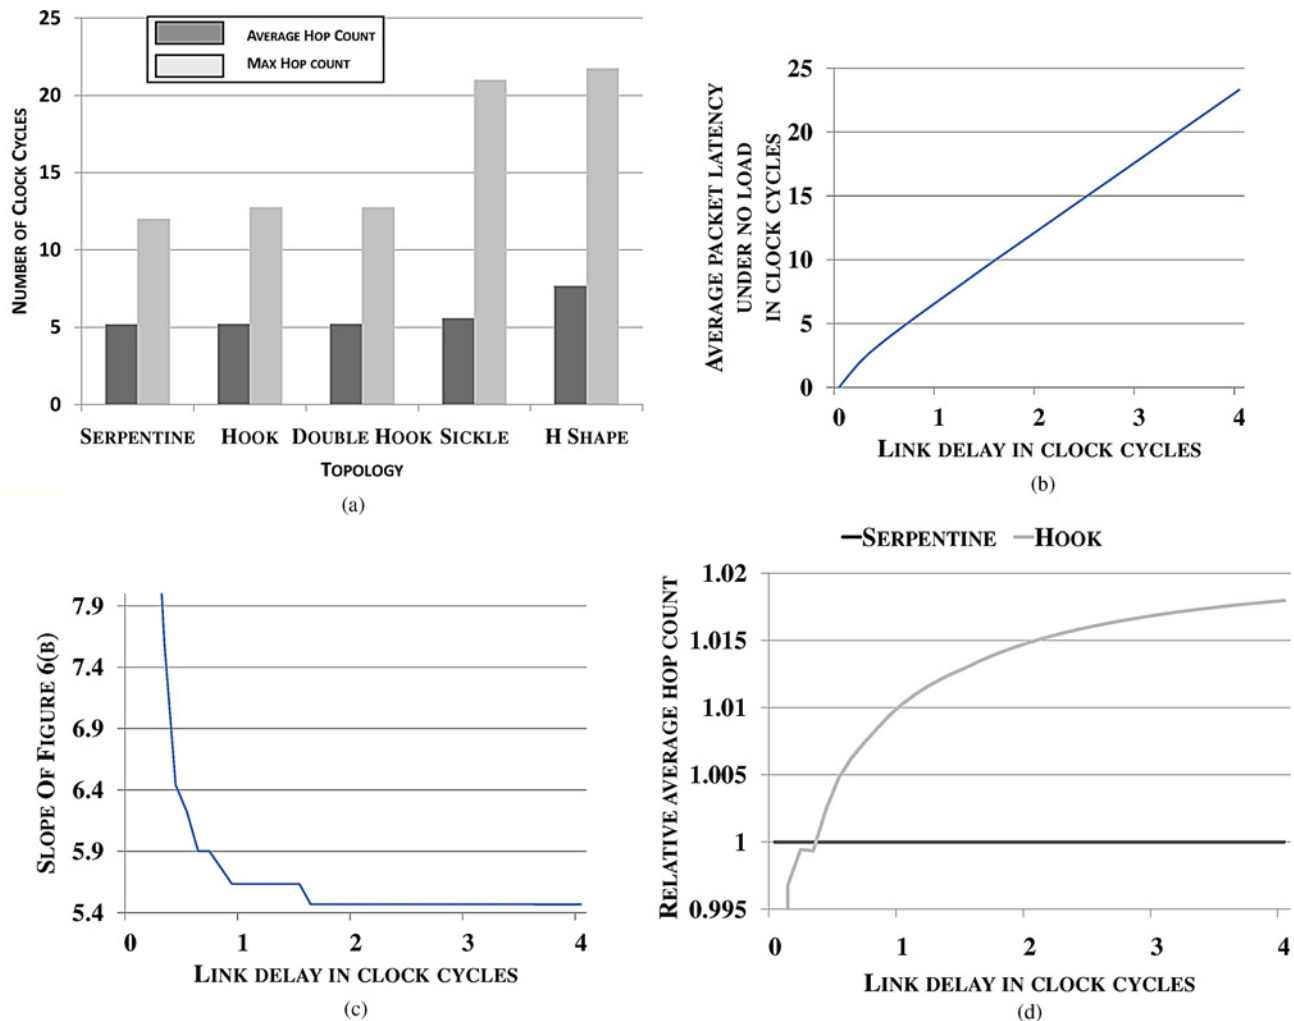 25
20
15
10
5
0
NUMBER OF CLOCK CYCLES
AVERAGE HOP COUNT
MAX HOP COUNT
SERPENTINE HOOK DOUBLE HOOK SICKLE H SHAPE
TOPOLOGY
(a)
AVERAGE PACKET LATENCY
UNDER NO LOAD
IN CLOCK CYCLES
25
20
15
10
5
0
0 1 2 3 4
LINK DELAY IN CLOCK CYCLES
(b)
SLOPE OF FIGURE 6(B)
7.9
7.4
6.9
6.4
5.9
5.4
0 1 2 3 4
LINK DELAY IN CLOCK CYCLES
(c)
SERPENTINE HOOK
RELATIVE AVERAGE HOP COUNT
1.02
1.015
1.01
1.005
1
0.995
0 1 2 3 4
LINK DELAY IN CLOCK CYCLES
(d)